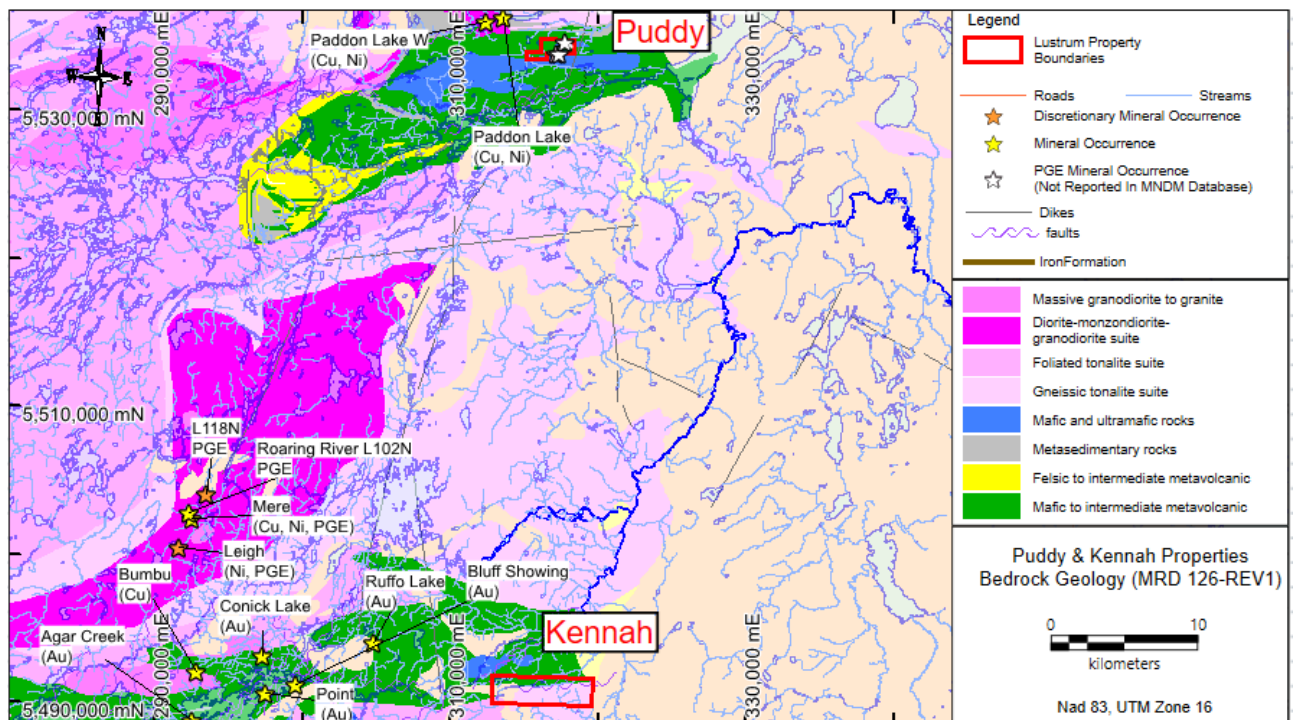 N
W
E
S
290,000 mE
310,000 mE
330,000 mE
Paddon Lake W
(Cu, Ni)
Puddy
5,530,000 mN
Paddon Lake
(Cu, Ni)
5,510,000 mN
L118N
PGE
Roaring River L102N
PGE
Mere
(Cu, Ni, PGE)
Leigh
(Ni, PGE)
Bumbu
(Cu)
Ruffo Lake
(Au)
Bluff Showing
(Au)
Conick Lake
(Au)
Agar Creek
(Au)
Kennah
Point
(Au)
290,000 mE
310,000 mE
330,000 mE
5,490,000 mN
Legend
Lustrum Property
Boundaries
Roads
Streams
Discretionary Mineral Occurrence
Mineral Occurrence
PGE Mineral Occurrence
(Not Reported In MNDM Database)
Dikes
faults
IronFormation
Massive granodiorite to granite
Diorite-monzondiorite-
granodiorite suite
Foliated tonalite suite
Gneissic tonalite suite
Mafic and ultramafic rocks
Metasedimentary rocks
Felsic to intermediate metavolcanic
Mafic to intermediate metavolcanic
Puddy & Kennah Properties
Bedrock Geology (MRD 126-REV1)
0
10
kilometers
Nad 83, UTM Zone 16